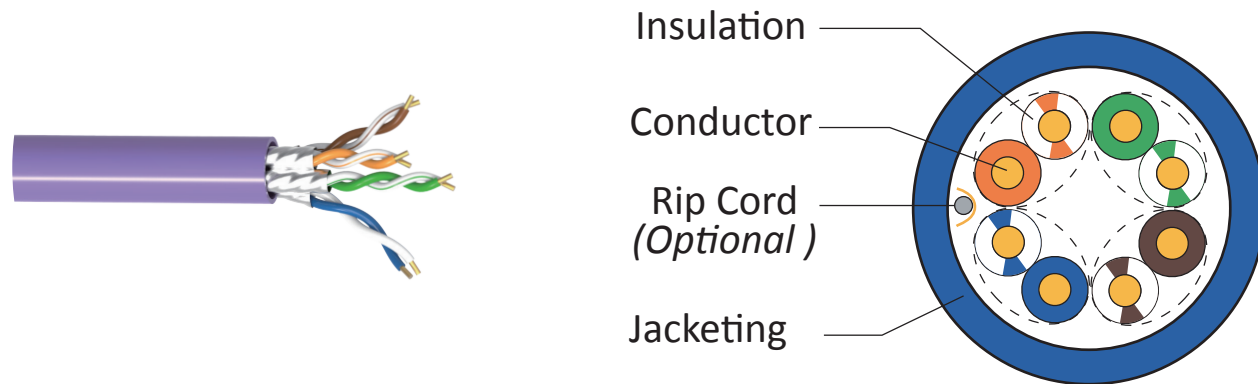 Insulation
Conductor
Rip Cord
(Optional )
Jacketing